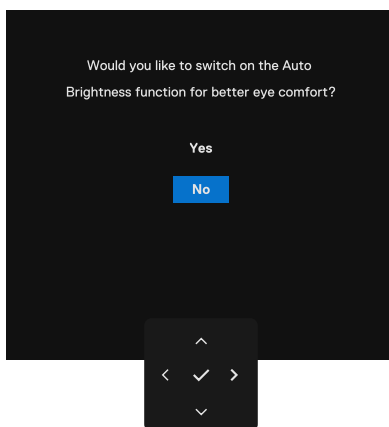 Would you like to switch on the Auto
Brightness function for better eye comfort?
Yes
No